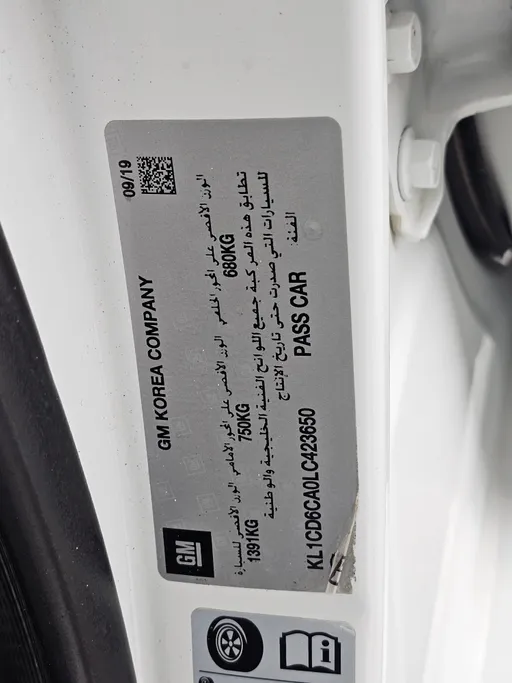 GM
GM KOREA COMPANY
09/19
الوزن الأقصى للسيارة
الوزن الأقصى على المحور الأمامي
الوزن الأقصى على المحور الخلفي
1391KG
750KG
680KG
تطابق هذه المركبة جميع اللوائح الفنية الخليجية والوطنية
للسيارات التي صدرت حتى تاريخ الإنتاج
الفئة:
KL1CD6CA0LC423650
PASS CAR
i